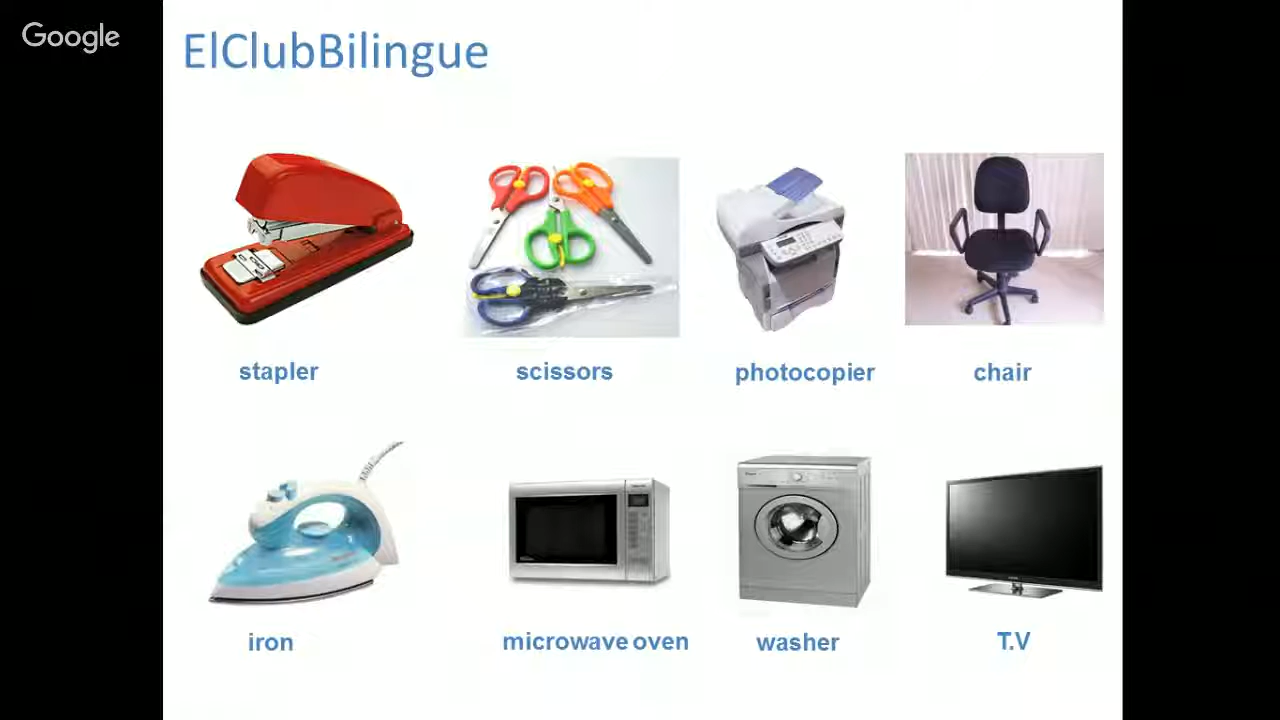 Google
ElClubBilingue
stapler
scissors
photocopier
chair
iron
microwave oven
washer
T.V